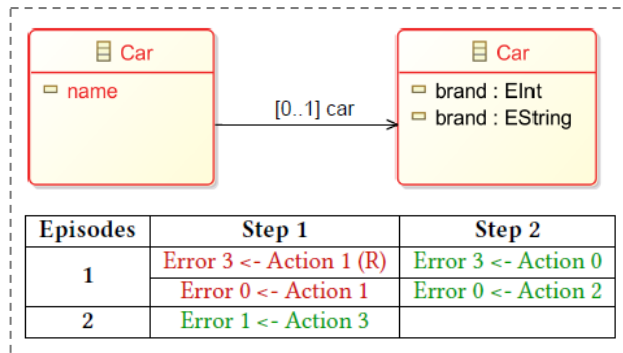 Car
name
[0..1] car
Car
brand : EInt
brand : EString
Episodes Step 1 Step 2
1
Error 3 <- Action 1 (R) Error 3 <- Action 0
Error 0 <- Action 1 Error 0 <- Action 2
2 Error 1 <- Action 3